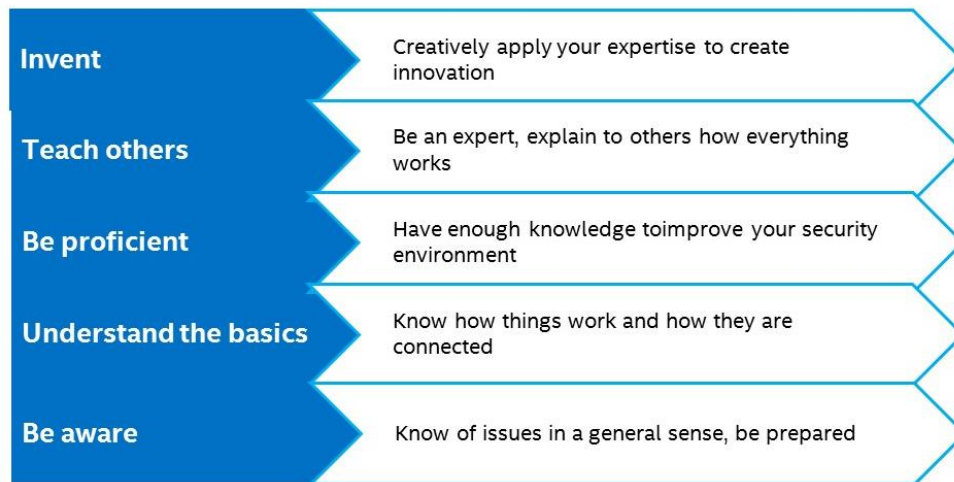 Invent
Creatively apply your expertise to create
innovation
Teach others
Be an expert, explain to others how everything
works
Be proficient
Have enough knowledge toimprove your security
environment
Understand the basics
Know how things work and how they are
connected
Be aware
Know of issues in a general sense, be prepared